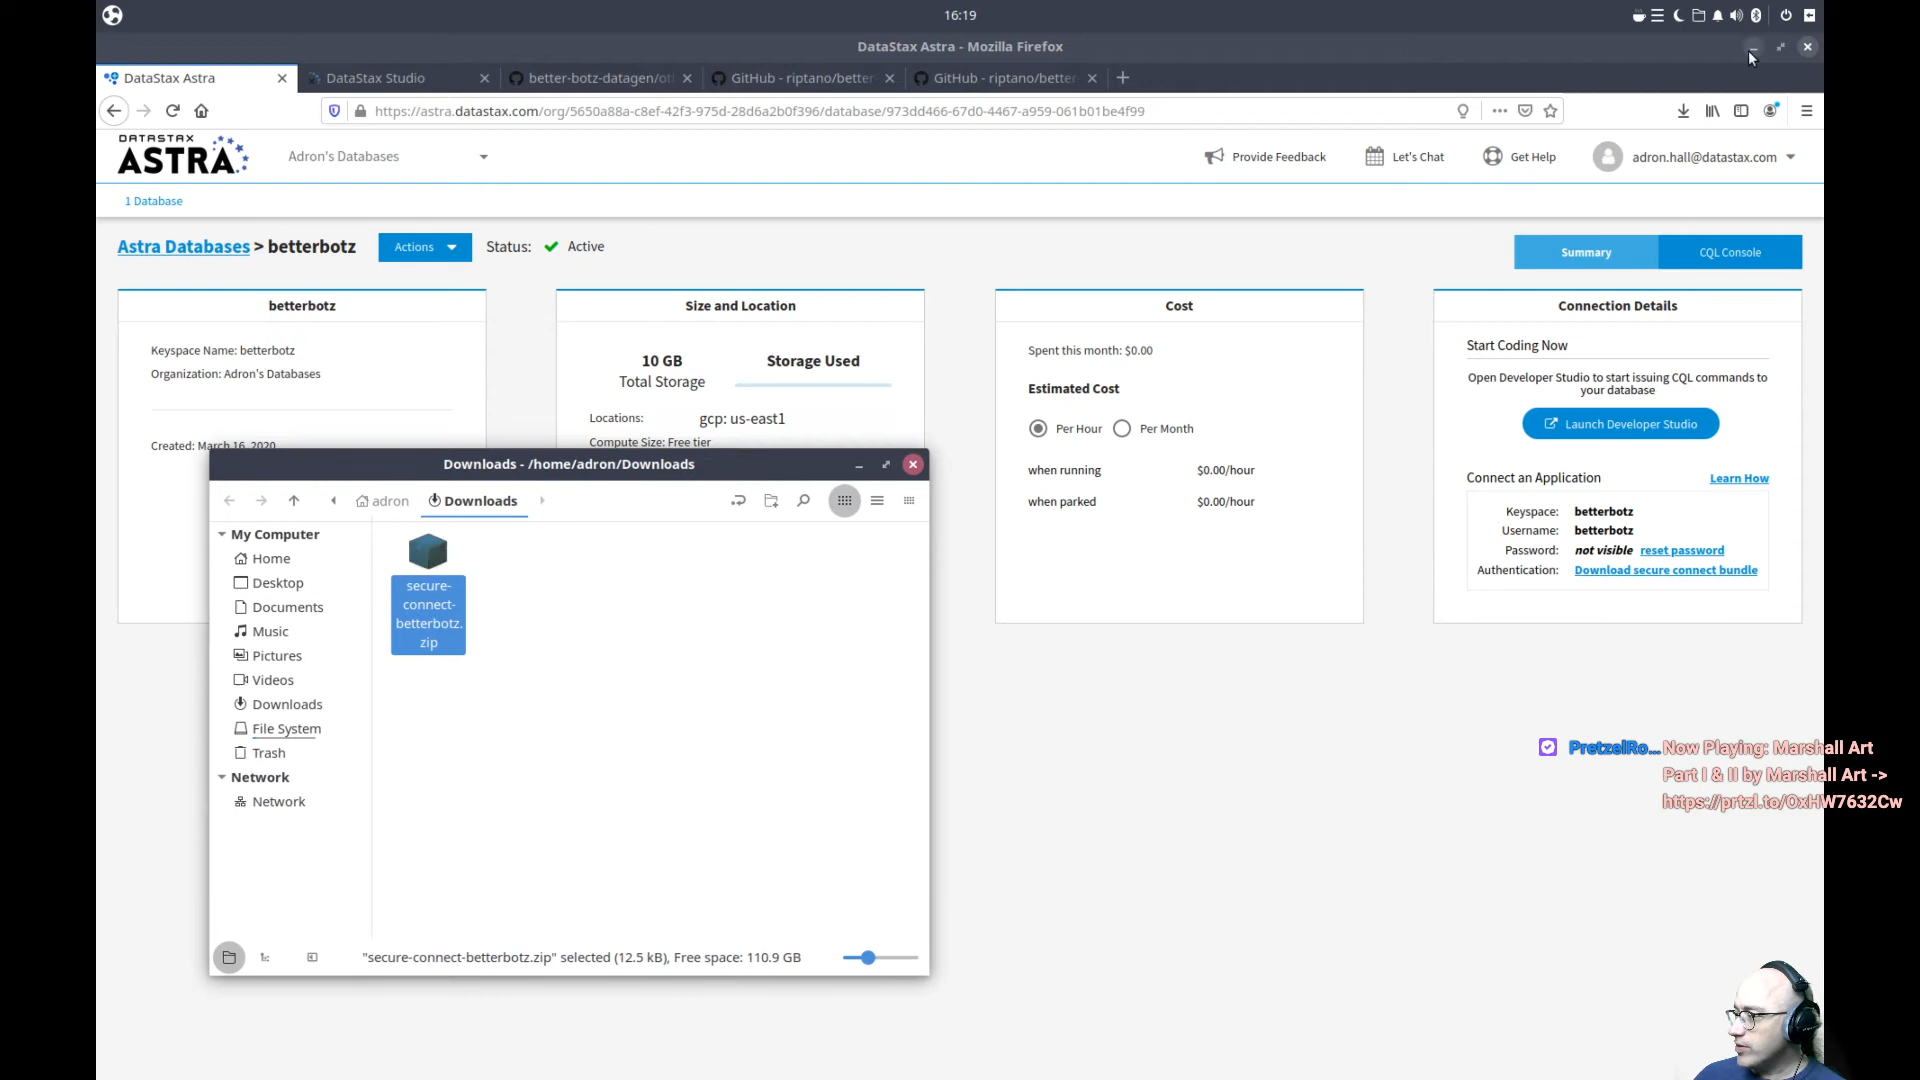 16:19
DataStax Astra - Mozilla Firefox
DataStax Astra
DataStax Studio
better-botz-datagen/ot
GitHub - riptano/better-
GitHub - riptano/better-
https://astra.datastax.com/org/5650a88a-c8ef-42f3-975d-28d6a2b0f396/database/973dd466-67d0-4467-a959-061b01be4f99
DATASTAX
ASTRA
Adron's Databases
Provide Feedback
Let's Chat
Get Help
adron.hall@datastax.com
1 Database
Astra Databases > betterbotz
Actions
Status:
Active
Summary
CQL Console
betterbotz
Keyspace Name: betterbotz
Organization: Adron's Databases
Created: March 16, 2020
Size and Location
10 GB
Total Storage
Storage Used
Locations:
gcp: us-east1
Compute Size: Free tier
Cost
Spent this month: $0.00
Estimated Cost
Per Hour
Per Month
when running
$0.00/hour
when parked
$0.00/hour
Connection Details
Start Coding Now
Open Developer Studio to start issuing CQL commands to
your database
Launch Developer Studio
Connect an Application
Learn How
Keyspace: betterbotz
Username: betterbotz
Password: not visible reset password
Authentication: Download secure connect bundle
Downloads - /home/adron/Downloads
adron
Downloads
My Computer
Home
Desktop
Documents
Music
Pictures
Videos
Downloads
File System
Trash
Network
Network
secure-
connect-
betterbotz.
zip
"secure-connect-betterbotz.zip" selected (12.5 kB), Free space: 110.9 GB
PretzelRo... Now Playing: Marshall Art
Part I & II by Marshall Art ->
https://prtzl.to/OxHW7632Cw